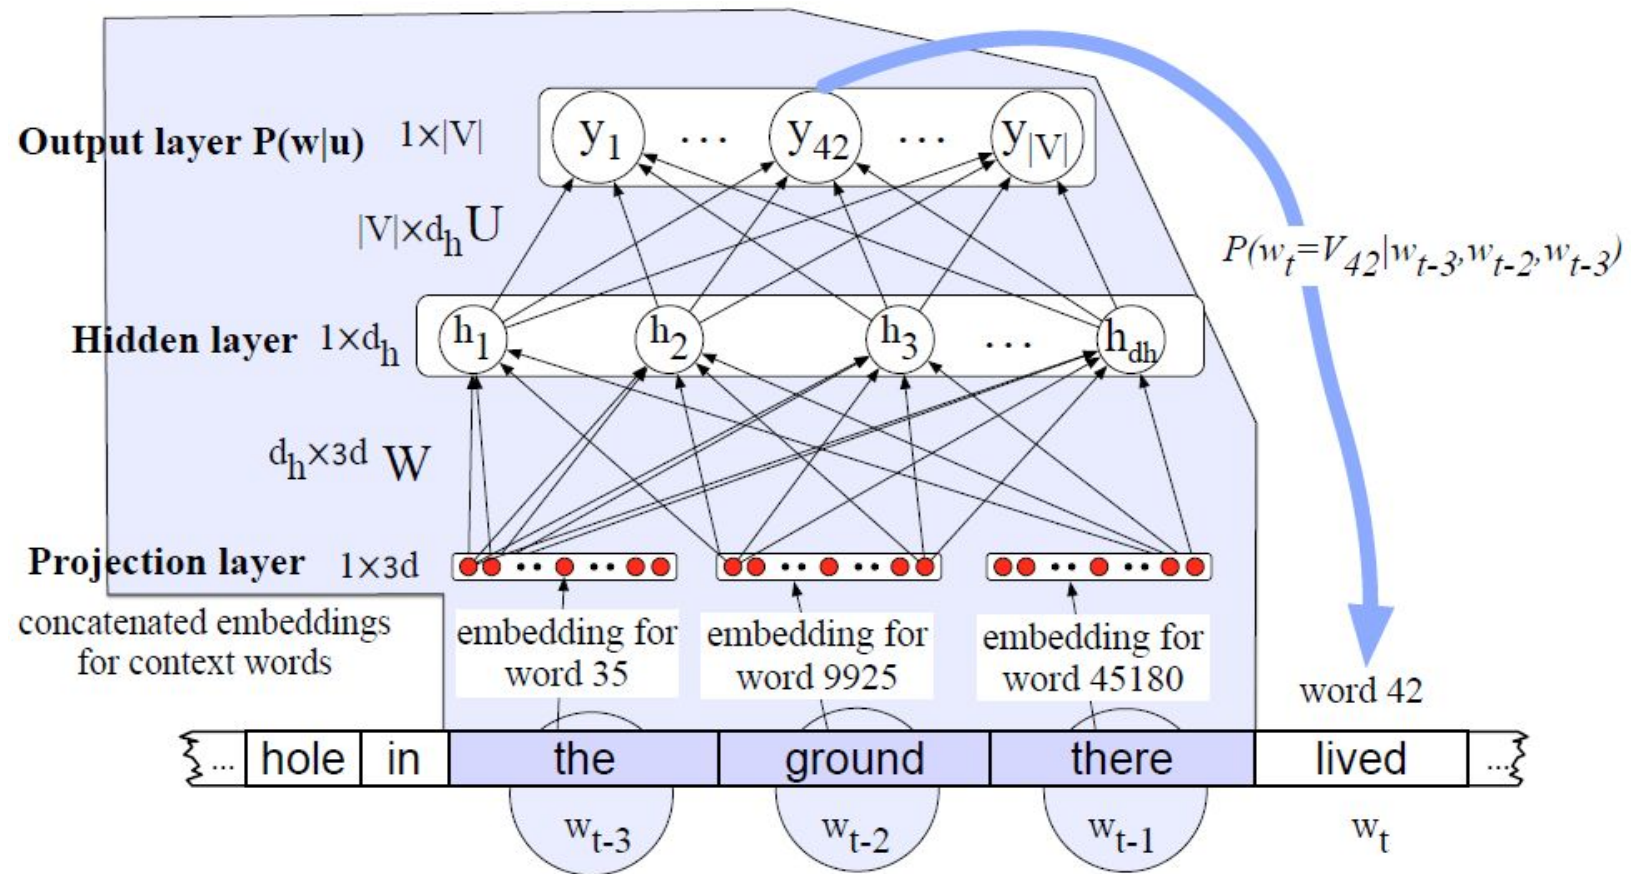 Output layer P(w|u) 1×|V|
y1 ... y42 ... y|V|
|V|×dh U
P(wt=V42|wt-3,wt-2,wt-3)
Hidden layer 1×dh
h1 h2 h3 ... hdh
dh×3d W
Projection layer 1×3d
concatenated embeddings
for context words
embedding for
word 35
embedding for
word 9925
embedding for
word 45180
word 42
... hole in the ground there lived ...
wt-3 wt-2 wt-1 wt